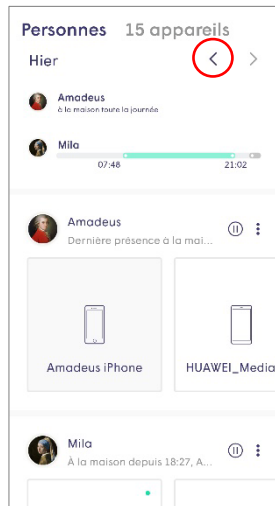 Personnes 15 appareils
Hier
Amadeus
à la maison toute la journée
Mila
07:48 21:02
Amadeus
Dernière présence à la mai...
Amadeus iPhone HUAWEI_Media
Mila
À la maison depuis 18:27, A...